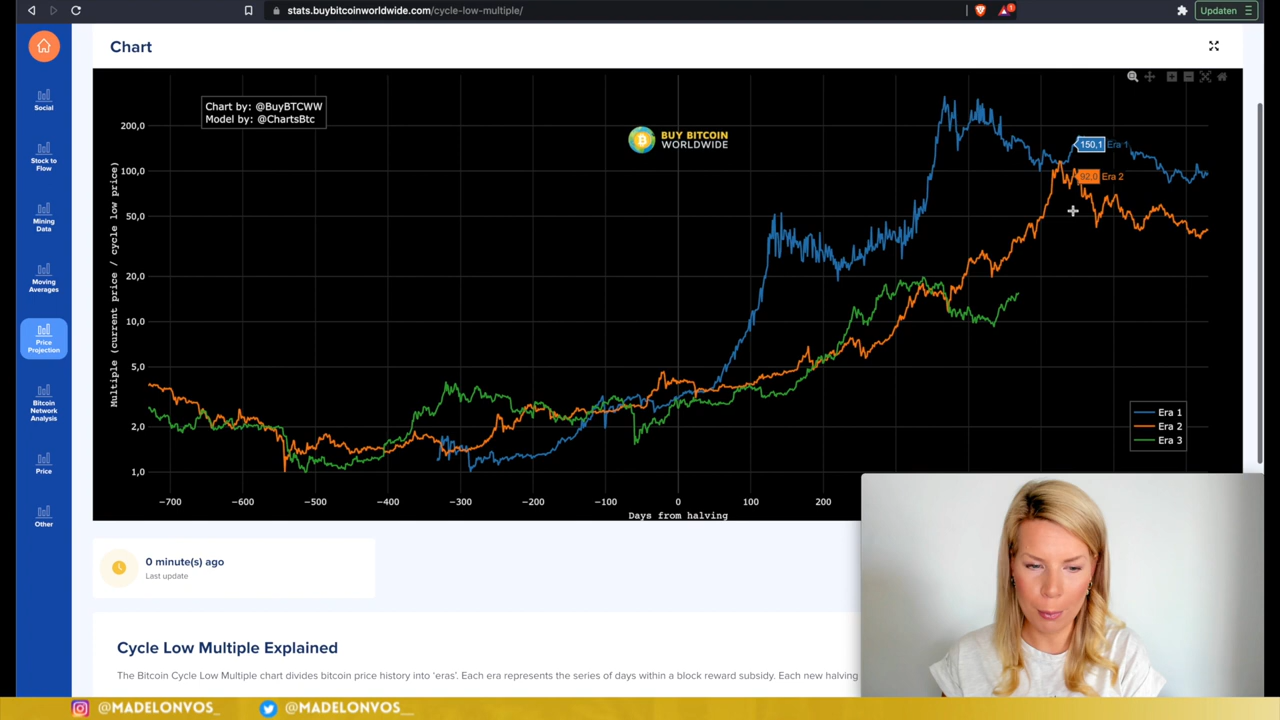 stats.buybitcoinworldwide.com/cycle-low-multiple/
1
Updaten
Chart
Social
Stock to
Flow
Mining
Data
Moving
Averages
Price
Projection
Bitcoin
Network
Analysis
Price
Other
Chart by: @BuyBTCWW
Model by: @ChartsBtc
BUY BITCOIN
WORLDWIDE
Multiple (current price / cycle low price)
200,0
100,0
50,0
20,0
10,0
5,0
2,0
1,0
150,1 Era 1
92,0 Era 2
Era 1
Era 2
Era 3
−700 −600 −500 −400 −300 −200 −100 0 100 200
Days from halving
0 minute(s) ago
Last update
Cycle Low Multiple Explained
The Bitcoin Cycle Low Multiple chart divides bitcoin price history into 'eras'. Each era represents the series of days within a block reward subsidy. Each new halving
@MADELONVOS_ @MADELONVOS__